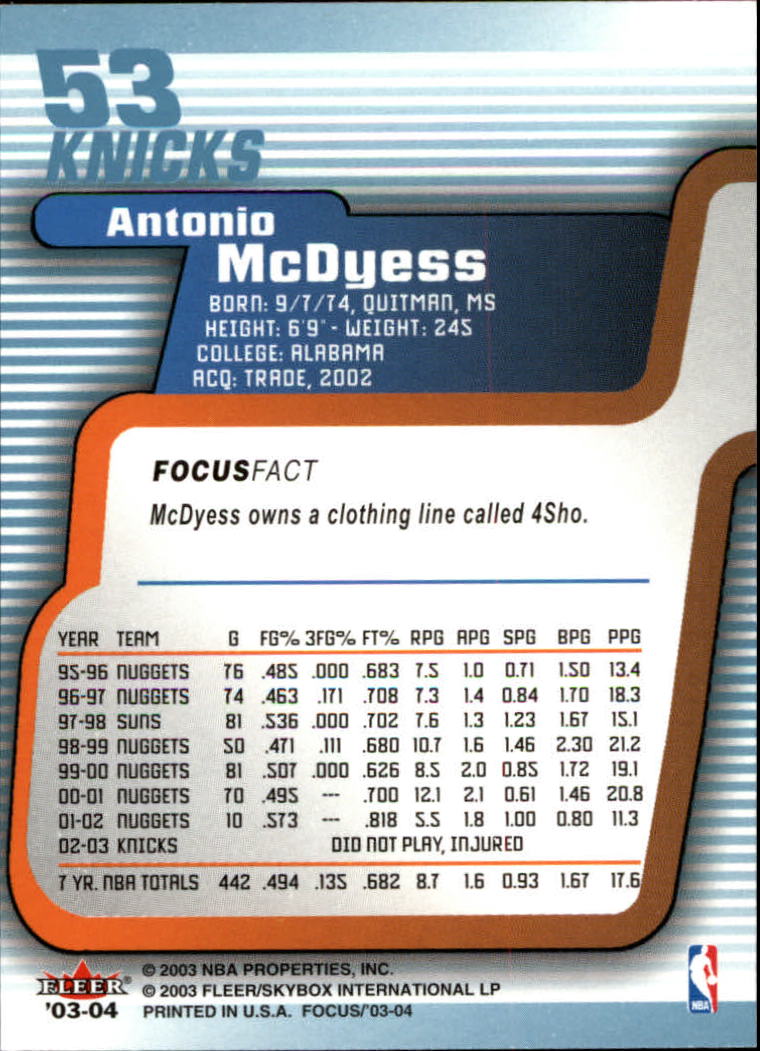 53
KNICKS
Antonio
McDyess
BORN: 9/7/74, QUITMAN, MS
HEIGHT: 6'9" - WEIGHT: 245
COLLEGE: ALABAMA
ACQ: TRADE, 2002
FOCUSFACT
McDyess owns a clothing line called 4Sho.
YEAR TEAM G FG% 3FG% FT% RPG APG SPG BPG PPG
95-96 NUGGETS 76 .485 .000 .683 7.5 1.0 0.71 1.50 13.4
96-97 NUGGETS 74 .463 .171 .708 7.3 1.4 0.84 1.70 18.3
97-98 SUNS 81 .536 .000 .702 7.6 1.3 1.23 1.67 15.1
98-99 NUGGETS 50 .471 .111 .680 10.7 1.6 1.46 2.30 21.2
99-00 NUGGETS 81 .507 .000 .626 8.5 2.0 0.85 1.72 19.1
00-01 NUGGETS 70 .495 --- .700 12.1 2.1 0.61 1.46 20.8
01-02 NUGGETS 10 .573 --- .818 5.5 1.8 1.00 0.80 11.3
02-03 KNICKS DID NOT PLAY, INJURED
7 YR. NBA TOTALS 442 .494 .135 .682 8.7 1.6 0.93 1.67 17.6
FLEER®
'03-04
© 2003 NBA PROPERTIES, INC.
© 2003 FLEER/SKYBOX INTERNATIONAL LP
PRINTED IN U.S.A. FOCUS/'03-04
NBA